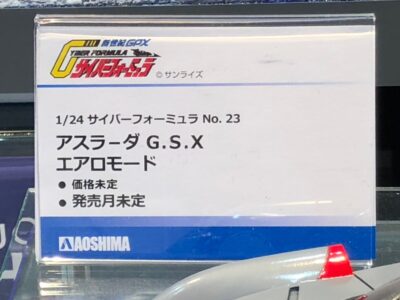 新世紀GPX
CYBER FORMULA
サイバーフォーミュラ
©サンライズ
1/24 サイバーフォーミュラ No. 23
アスラーダ G.S.X
エアロモード
● 価格未定
● 発売月未定
AOSHIMA